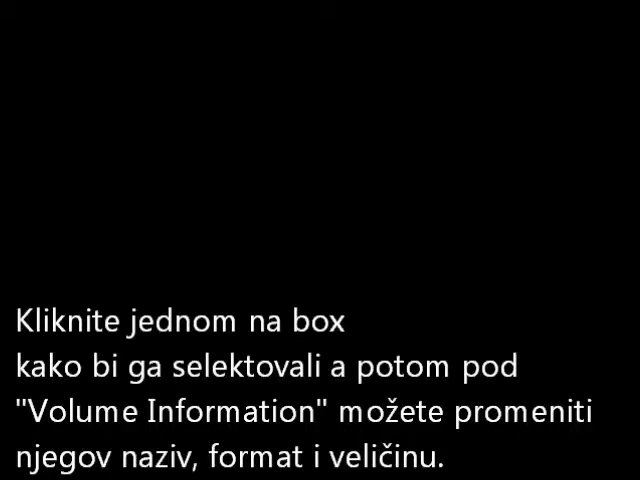 Kliknite jednom na box
kako bi ga selektovali a potom pod
"Volume Information" možete promeniti
njegov naziv, format i veličinu.